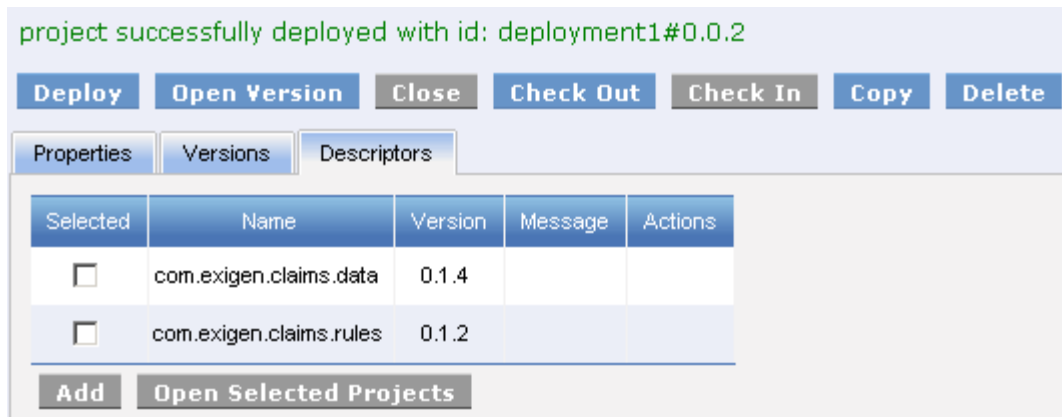 project successfully deployed with id: deployment1#0.0.2
Deploy Open Version Close Check Out Check In Copy Delete
Properties Versions Descriptors
Selected Name Version Message Actions
com.exigen.claims.data 0.1.4
com.exigen.claims.rules 0.1.2
Add Open Selected Projects